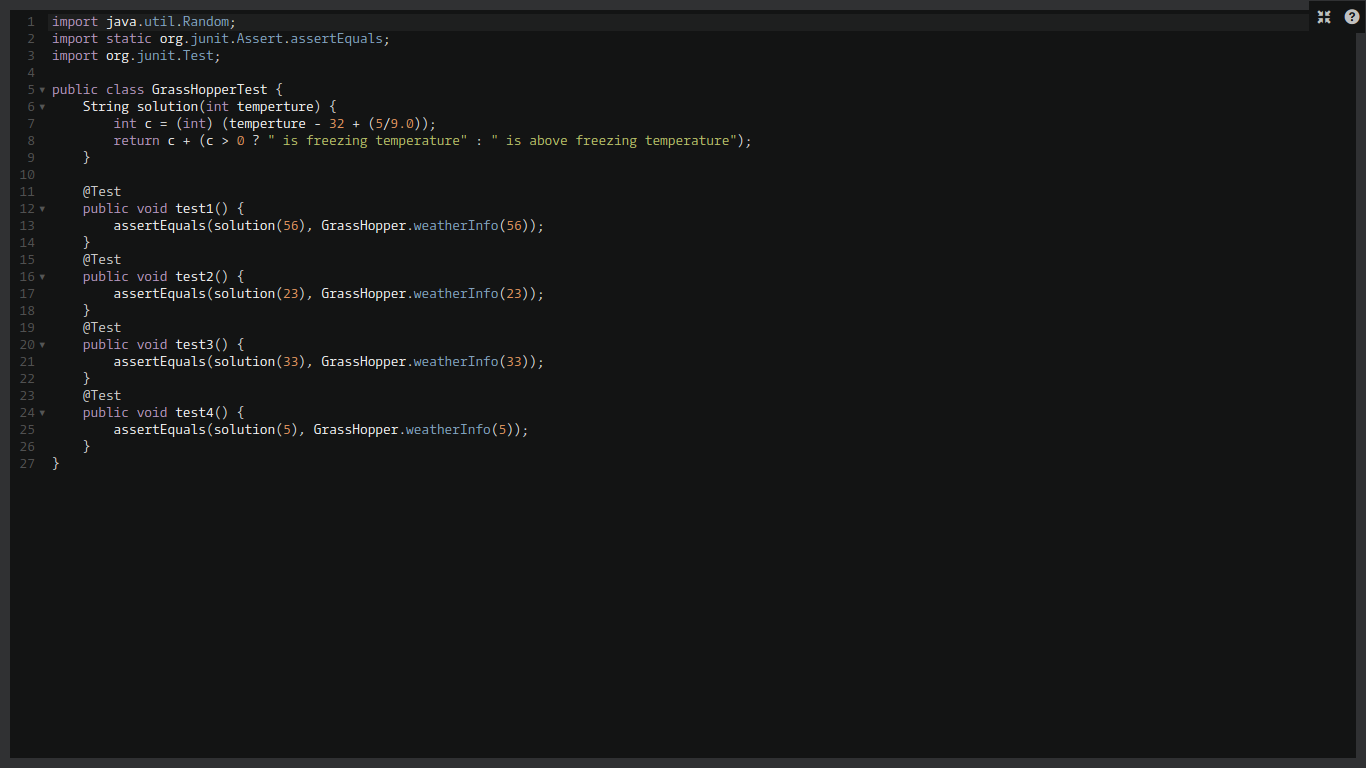 1 import java.util.Random;
2 import static org.junit.Assert.assertEquals;
3 import org.junit.Test;
4
5 public class GrassHopperTest {
6     String solution(int temperture) {
7         int c = (int) (temperture - 32 + (5/9.0));
8         return c + (c > 0 ? " is freezing temperature" : " is above freezing temperature");
9     }
10
11     @Test
12     public void test1() {
13         assertEquals(solution(56), GrassHopper.weatherInfo(56));
14     }
15     @Test
16     public void test2() {
17         assertEquals(solution(23), GrassHopper.weatherInfo(23));
18     }
19     @Test
20     public void test3() {
21         assertEquals(solution(33), GrassHopper.weatherInfo(33));
22     }
23     @Test
24     public void test4() {
25         assertEquals(solution(5), GrassHopper.weatherInfo(5));
26     }
27 }